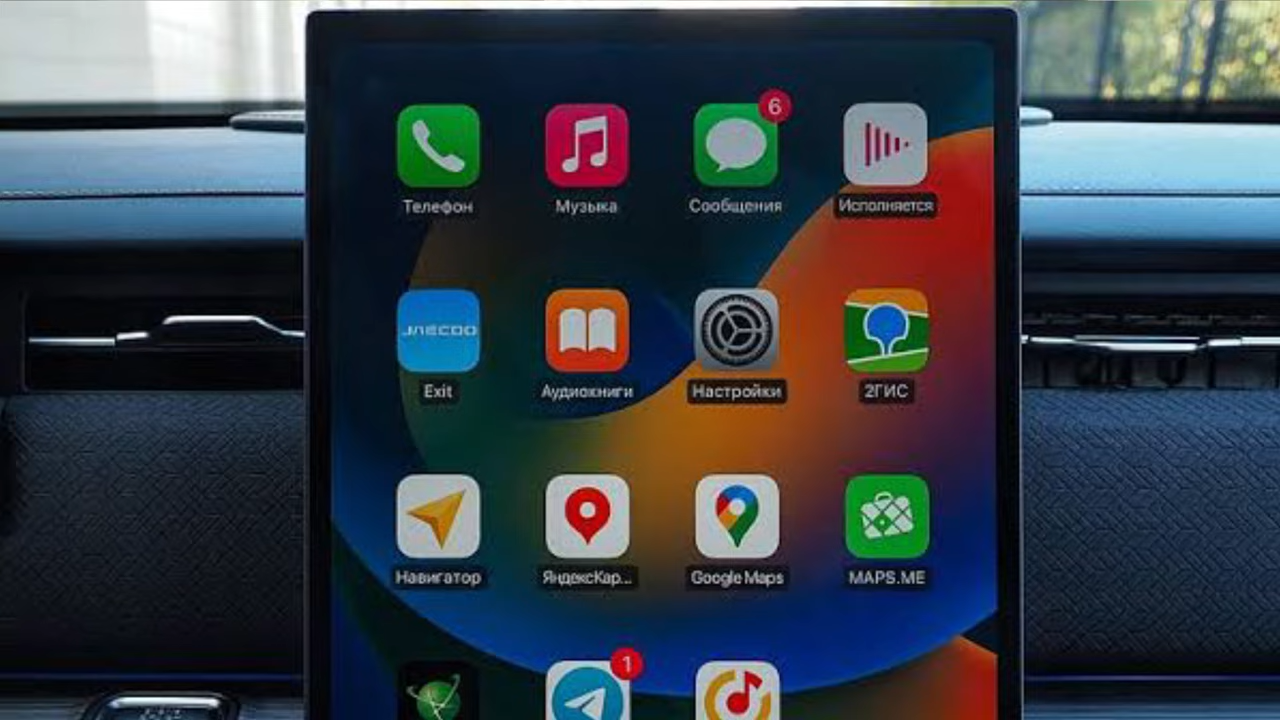 6
Телефон
Музыка
Сообщения
Исполняется
JAECOO
Exit
Аудиокниги
Настройки
2ГИС
Навигатор
ЯндексКар...
Google Maps
MAPS.ME
1